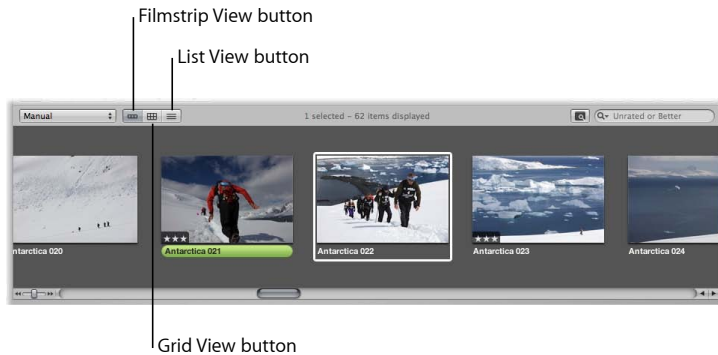 Filmstrip View button
List View button
Manual
1 selected – 62 items displayed
Unrated or Better
ntarctica 020
Antarctica 021
Antarctica 022
Antarctica 023
Antarctica 024
Grid View button